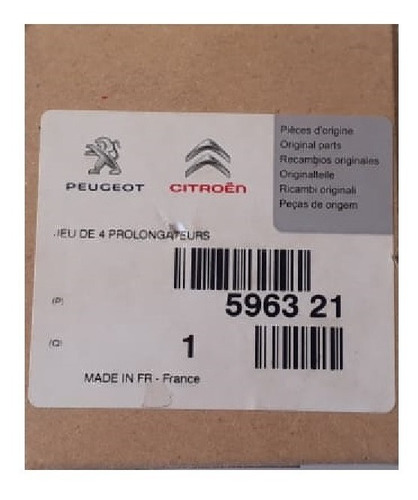 PEUGEOT
CITROËN
Pièces d'origine
Original parts
Recambios originales
Originalteile
Ricambi originali
Peças de origem
JEU DE 4 PROLONGATEURS
(P)
5963 21
(Q)
1
MADE IN FR - France